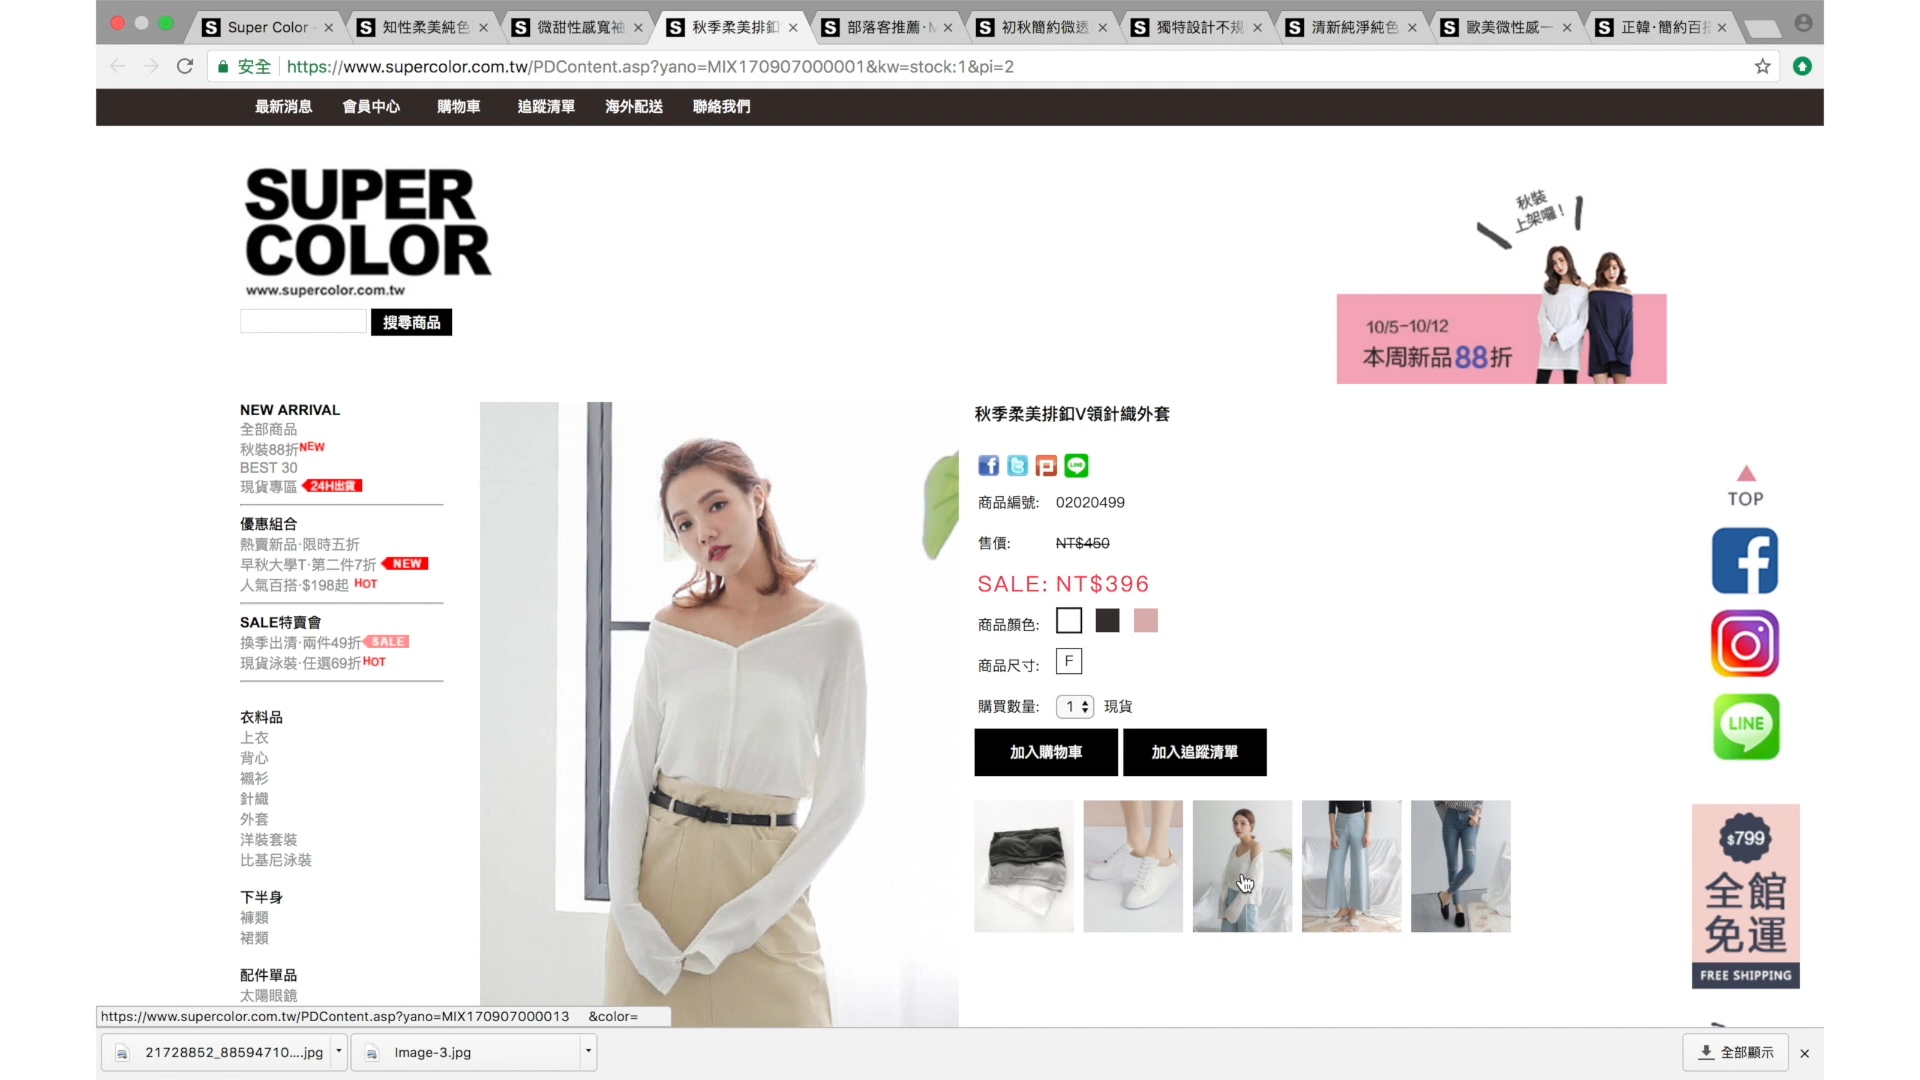 Super Color
知性柔美純色
微甜性感寬袖
秋季柔美排釦
部落客推薦·M
初秋簡約微透
獨特設計不規
清新純淨純色
歐美微性感一
正韓·簡約百搭
安全
https://www.supercolor.com.tw/PDContent.asp?yano=MIX170907000001&kw=stock:1&pi=2
最新消息 會員中心 購物車 追蹤清單 海外配送 聯絡我們
SUPER
COLOR
www.supercolor.com.tw
搜尋商品
秋裝
上架囉！
10/5-10/12
本周新品88折
NEW ARRIVAL
全部商品
秋裝88折NEW
BEST 30
現貨專區 24H出貨
優惠組合
熱賣新品·限時五折
早秋大學T·第二件7折 NEW
人氣百搭·$198起 HOT
SALE特賣會
換季出清·兩件49折 SALE
現貨泳裝·任選69折HOT
衣料品
上衣
背心
襯衫
針織
外套
洋裝套裝
比基尼泳裝
下半身
褲類
裙類
配件單品
太陽眼鏡
秋季柔美排釦V領針織外套
LINE
商品編號: 02020499
售價: NT$450
SALE: NT$396
商品顏色:
商品尺寸: F
購買數量: 1 現貨
加入購物車 加入追蹤清單
TOP
LINE
$799
全館
免運
FREE SHIPPING
https://www.supercolor.com.tw/PDContent.asp?yano=MIX170907000013 &color=
21728852_88594710....jpg
Image-3.jpg
全部顯示